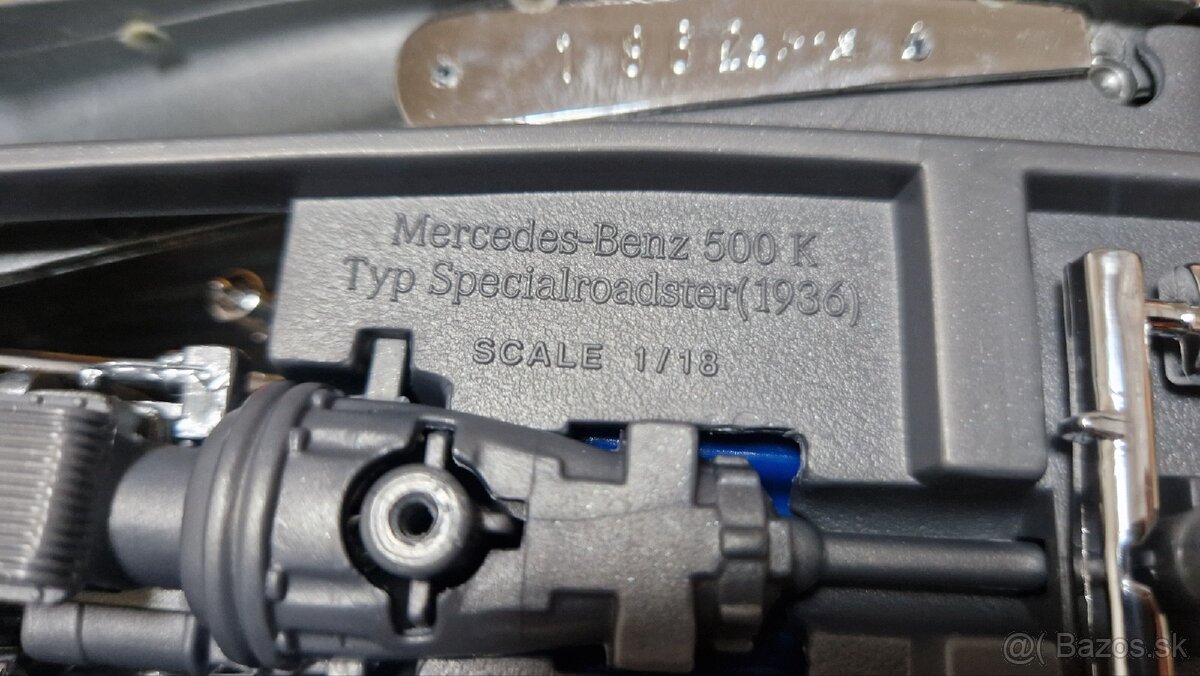 Mercedes-Benz 500 K
Typ Specialroadster(1936)
SCALE 1/18
@( Bazos.sk